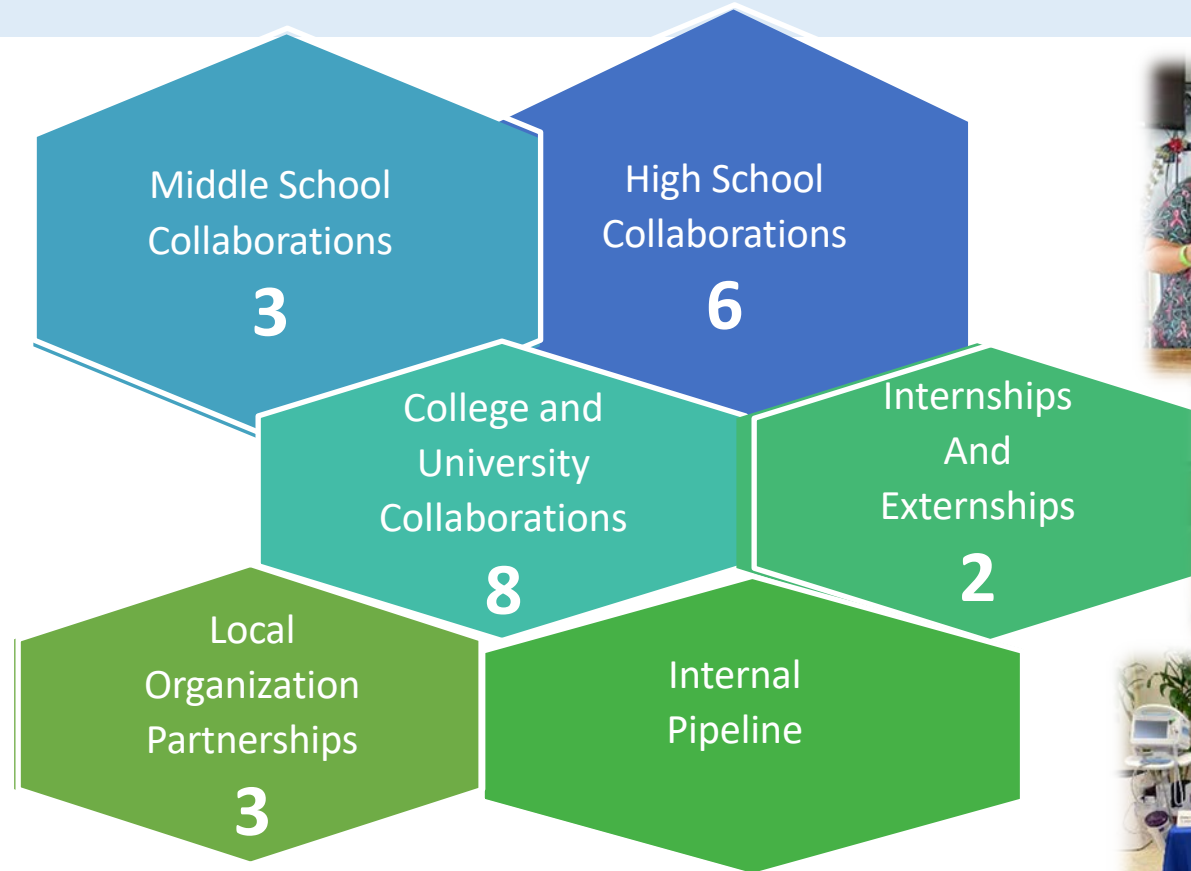 Middle School
Collaborations
3
High School
Collaborations
6
College and
University
Collaborations
8
Internships
And
Externships
2
Local
Organization
Partnerships
3
Internal
Pipeline